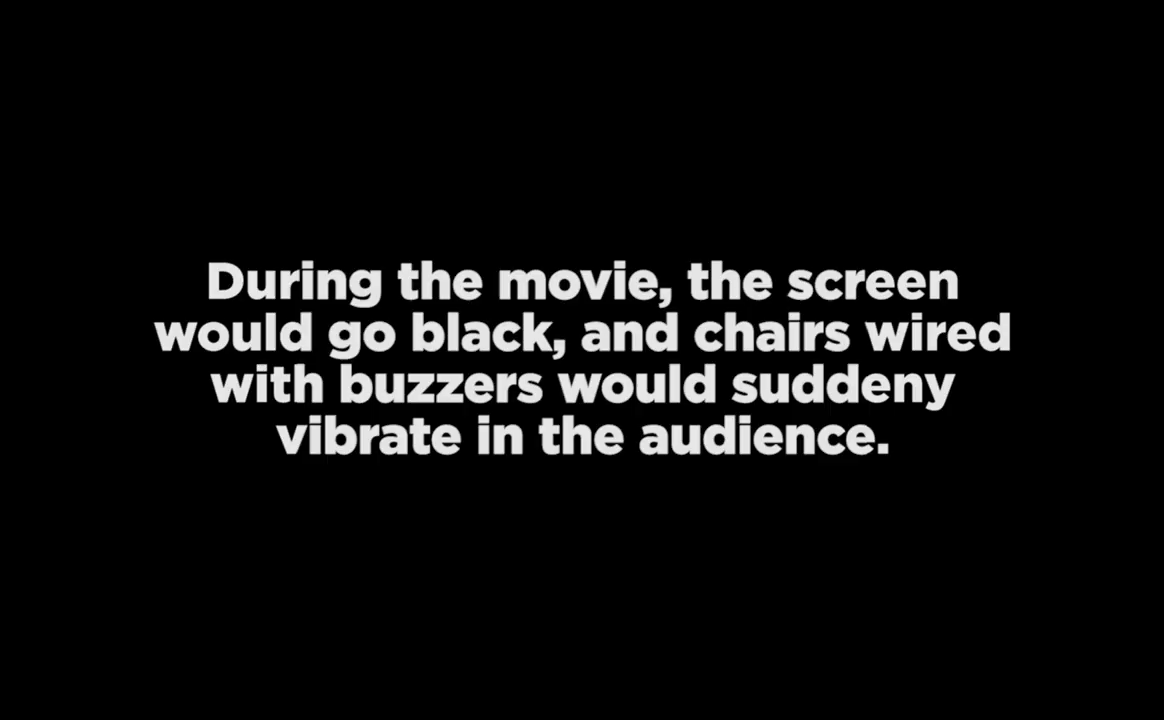 During the movie, the screen
would go black, and chairs wired
with buzzers would suddeny
vibrate in the audience.